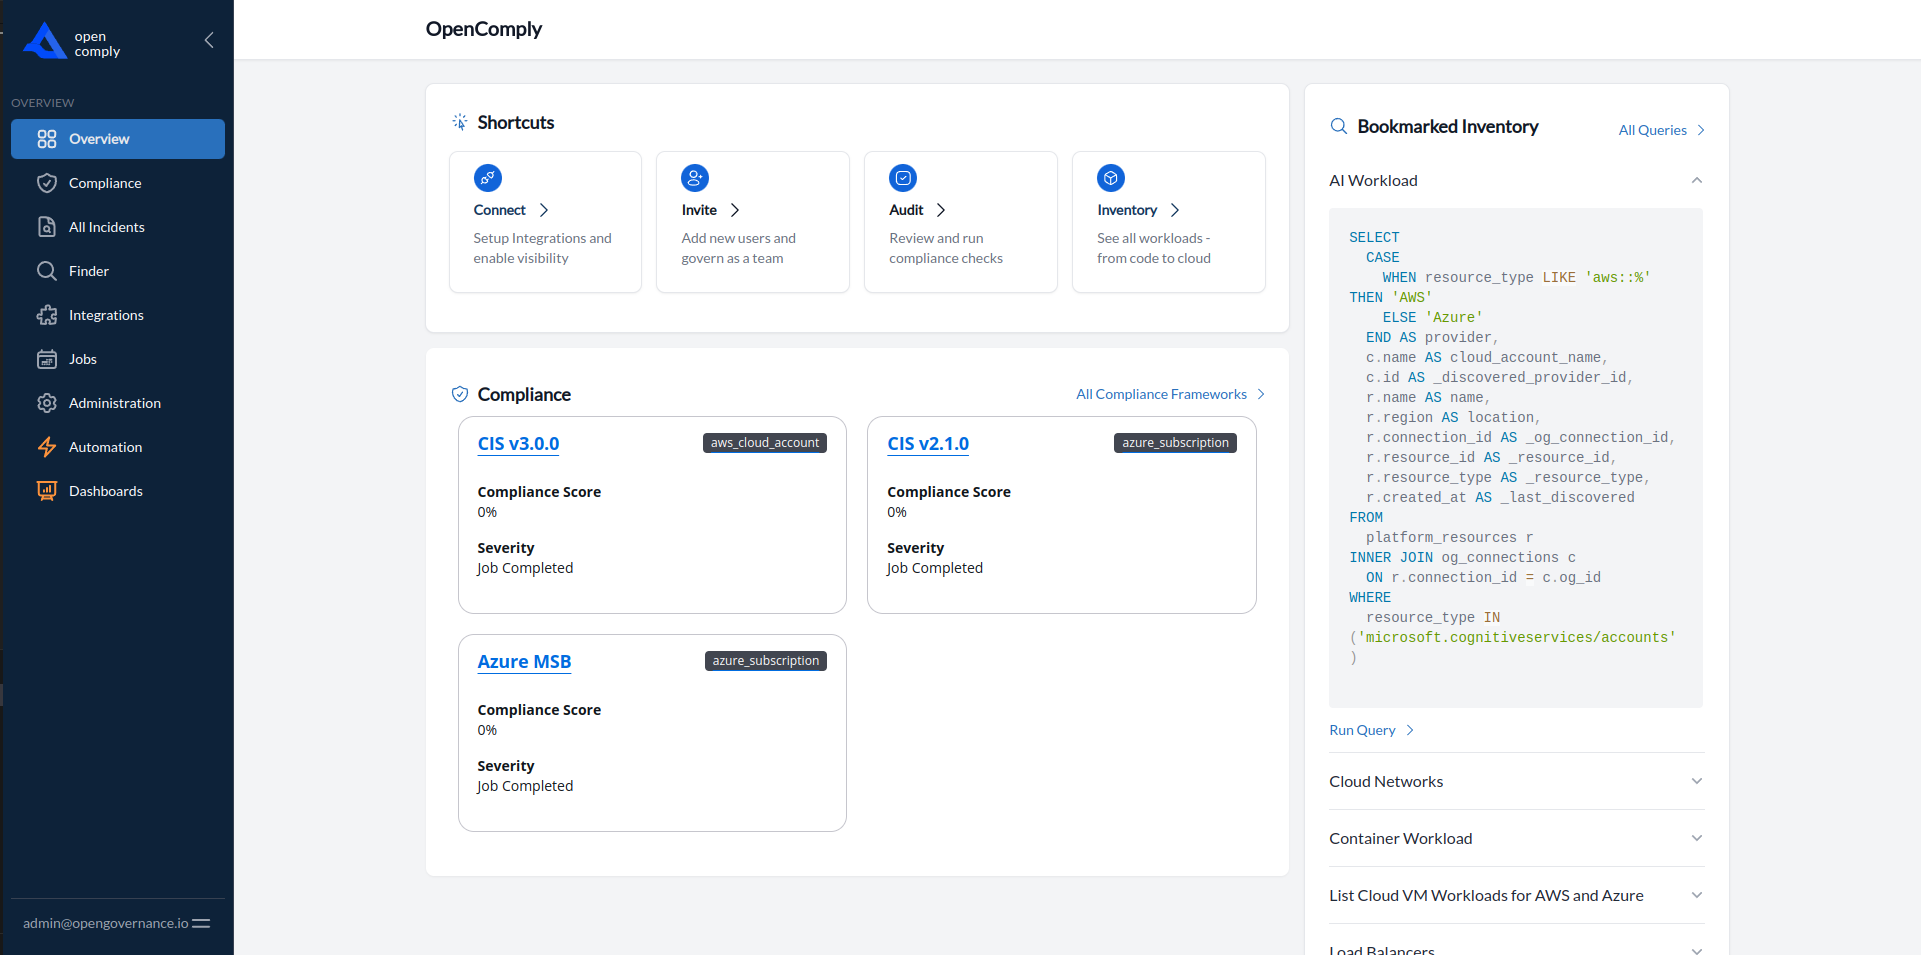 open
comply
OVERVIEW
Overview
Compliance
All Incidents
Finder
Integrations
Jobs
Administration
Automation
Dashboards
admin@opengovernance.io
OpenComply
Shortcuts
Connect
Setup Integrations and
enable visibility
Invite
Add new users and
govern as a team
Audit
Review and run
compliance checks
Inventory
See all workloads -
from code to cloud
Compliance
All Compliance Frameworks
CIS v3.0.0
aws_cloud_account
Compliance Score
0%
Severity
Job Completed
CIS v2.1.0
azure_subscription
Compliance Score
0%
Severity
Job Completed
Azure MSB
azure_subscription
Compliance Score
0%
Severity
Job Completed
Bookmarked Inventory
All Queries
AI Workload
SELECT
  CASE
    WHEN resource_type LIKE 'aws::%'
THEN 'AWS'
    ELSE 'Azure'
  END AS provider,
  c.name AS cloud_account_name,
  c.id AS _discovered_provider_id,
  r.name AS name,
  r.region AS location,
  r.connection_id AS _og_connection_id,
  r.resource_id AS _resource_id,
  r.resource_type AS _resource_type,
  r.created_at AS _last_discovered
FROM
  platform_resources r
INNER JOIN og_connections c
  ON r.connection_id = c.og_id
WHERE
  resource_type IN
('microsoft.cognitiveservices/accounts'
)
Run Query
Cloud Networks
Container Workload
List Cloud VM Workloads for AWS and Azure
Load Balancers